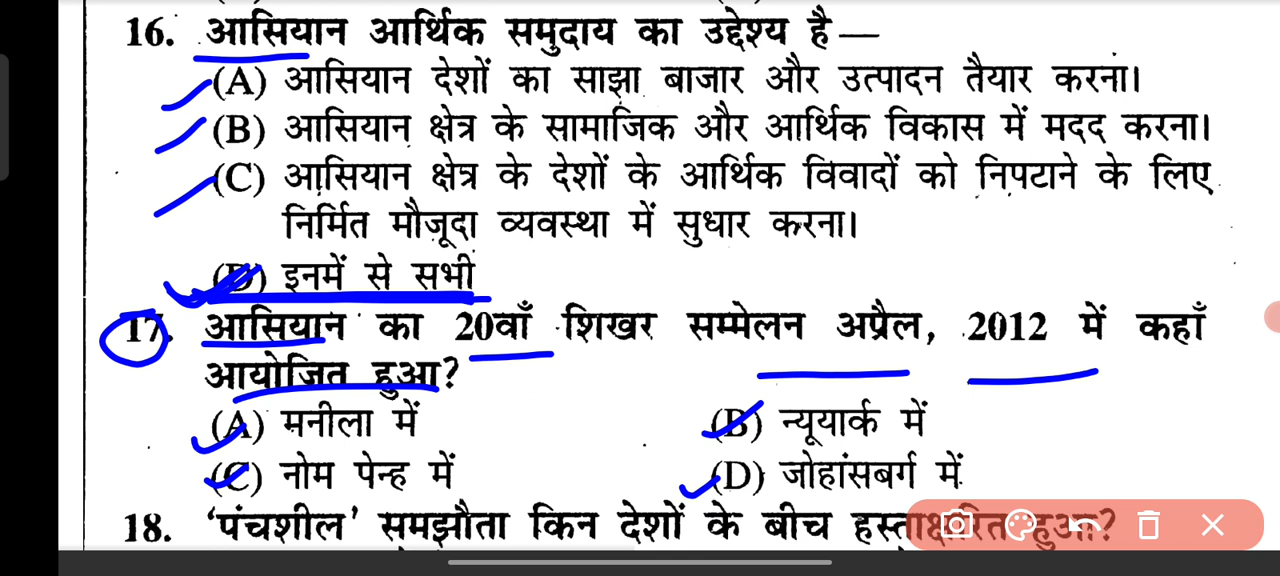 16. आसियान आर्थिक समुदाय का उद्देश्य है—
(A) आसियान देशों का साझा बाजार और उत्पादन तैयार करना।
(B) आसियान क्षेत्र के सामाजिक और आर्थिक विकास में मदद करना।
(C) आसियान क्षेत्र के देशों के आर्थिक विवादों को निपटाने के लिए
निर्मित मौजूदा व्यवस्था में सुधार करना।
(D) इनमें से सभी
17. आसियान का 20वाँ शिखर सम्मेलन अप्रैल, 2012 में कहाँ
आयोजित हुआ?
(A) मनीला में (B) न्यूयार्क में
(C) नोम पेन्ह में (D) जोहांसबर्ग में
18. 'पंचशील' समझौता किन देशों के बीच हस्ताक्षरित हुआ?